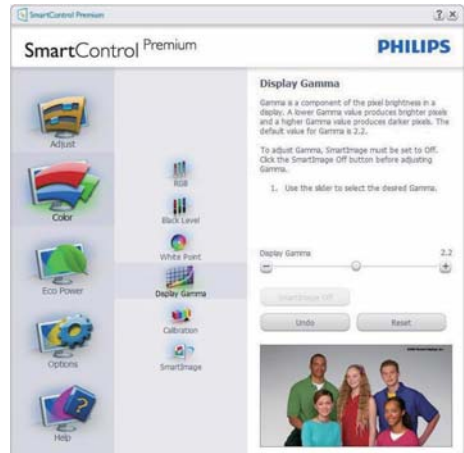 SmartControl Premium
SmartControl Premium
PHILIPS
Adjust
Color
Eco Power
Options
Help
RGB
Black Level
White Point
Display Gamma
Calibration
SmartImage
Display Gamma
Gamma is a component of the pixel brightness in a
display. A lower Gamma value produces brighter pixels
and a higher Gamma value produces darker pixels. The
default value for Gamma is 2.2.
To adjust Gamma, SmartImage must be set to Off.
Click the SmartImage Off button before adjusting
Gamma.
1. Use the slider to select the desired Gamma.
Display Gamma 2.2
SmartImage Off
Undo Reset